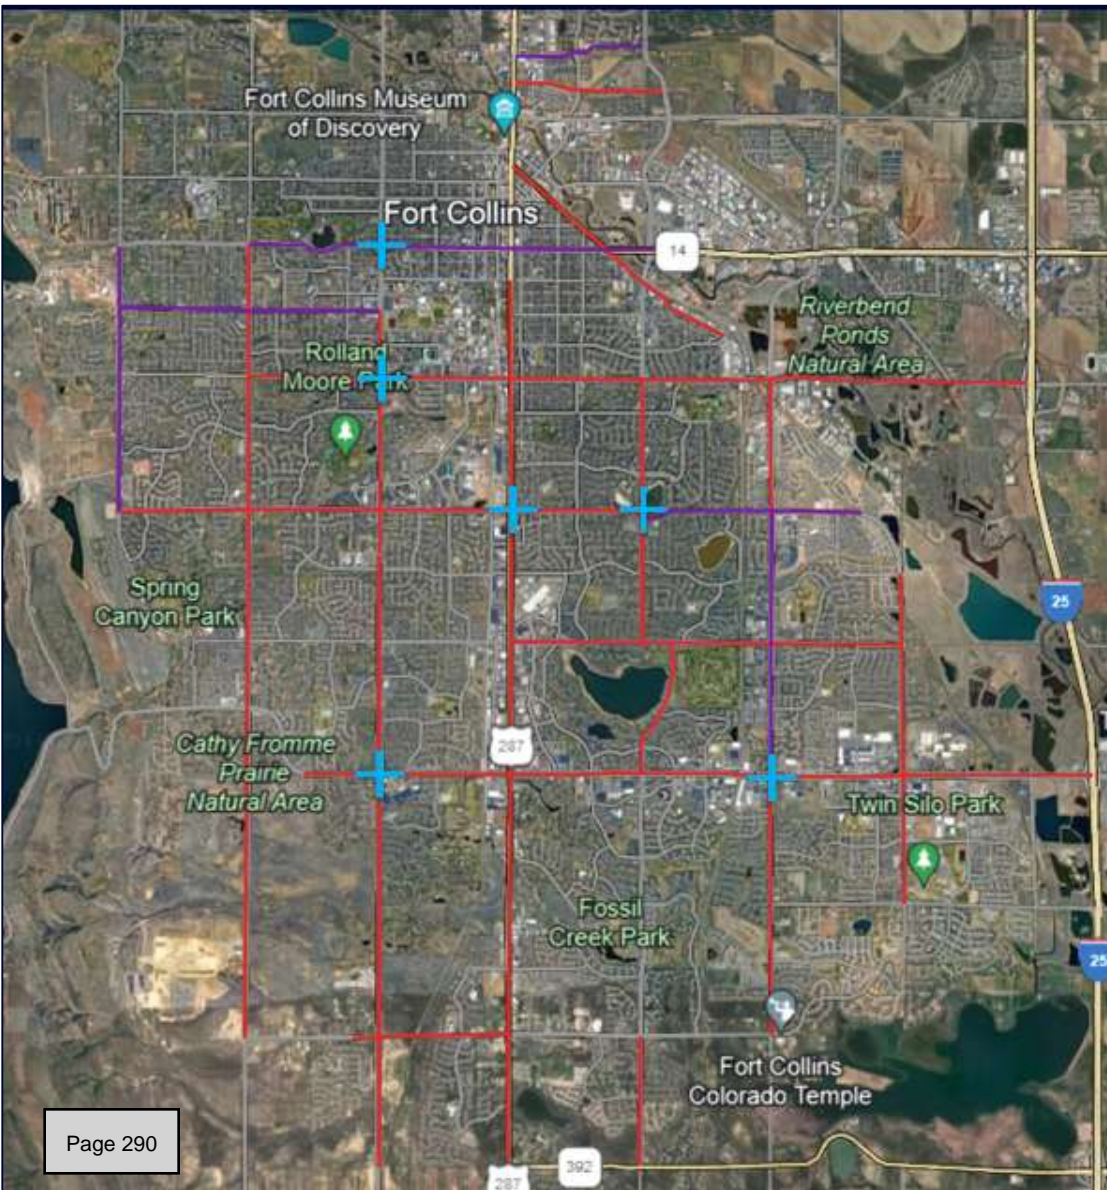 Fort Collins Museum
of Discovery
Fort Collins
14
Riverbend
Ponds
Natural Area
Rolland
Moore Park
Spring
Canyon Park
25
287
Cathy Fromme
Prairie
Natural Area
Twin Silo Park
Fossil
Creek Park
25
Fort Collins
Colorado Temple
Page 290
392
287